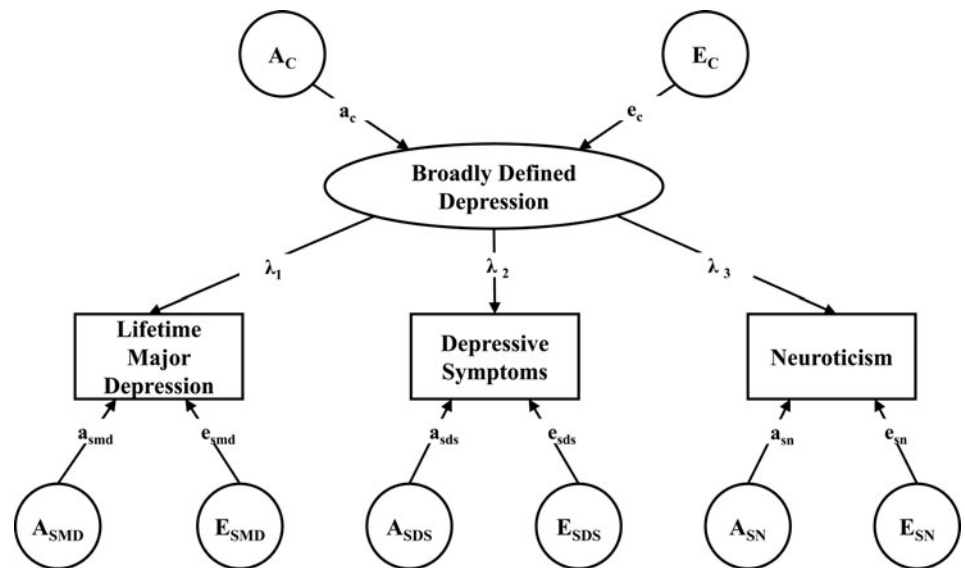 A_C
E_C
a_c
e_c
Broadly Defined
Depression
λ_1
λ_2
λ_3
Lifetime
Major
Depression
Depressive
Symptoms
Neuroticism
a_smd
e_smd
a_sds
e_sds
a_sn
e_sn
A_SMD
E_SMD
A_SDS
E_SDS
A_SN
E_SN